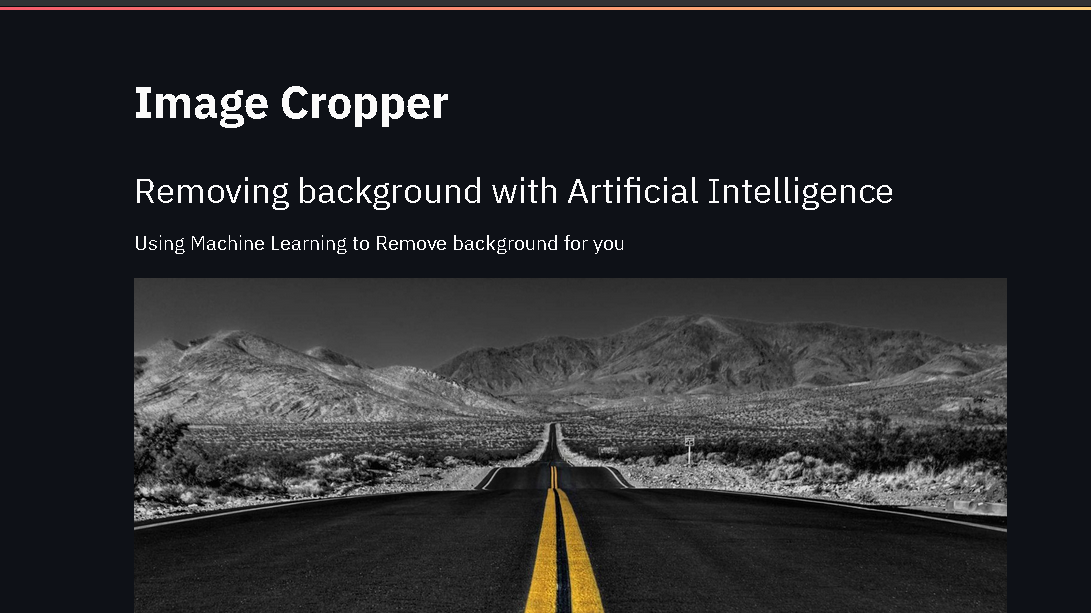 Image Cropper
Removing background with Artificial Intelligence
Using Machine Learning to Remove background for you